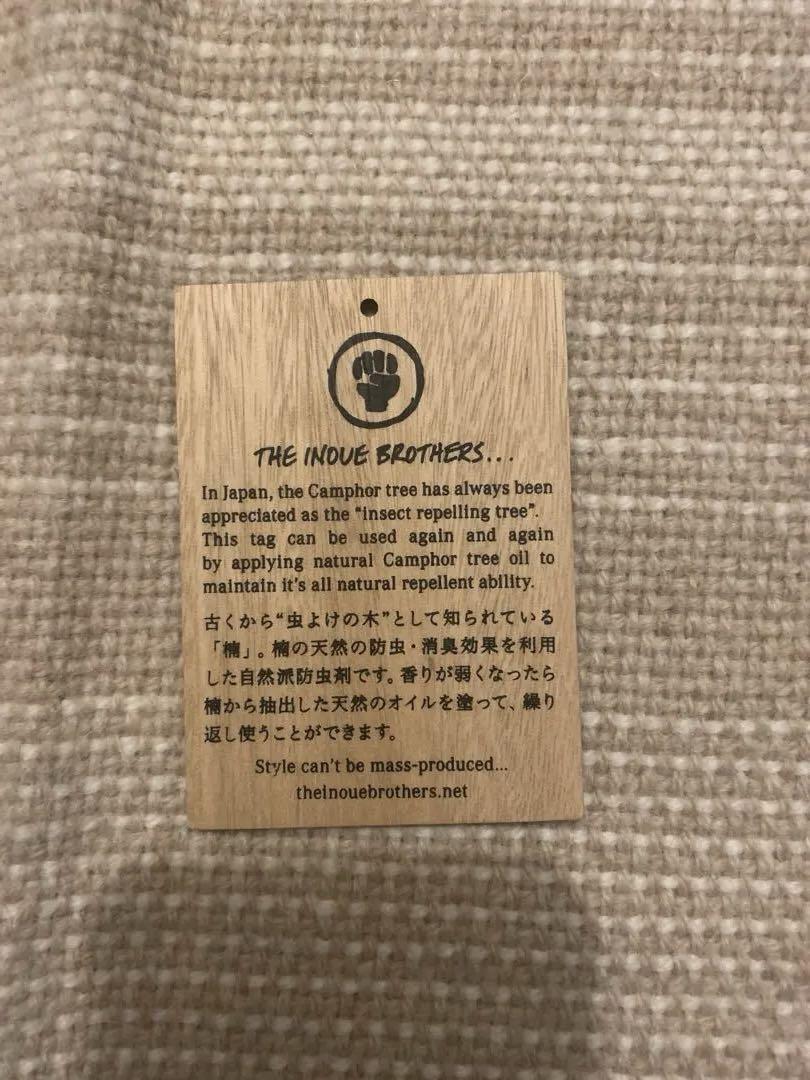 THE INOUE BROTHERS...
In Japan, the Camphor tree has always been
appreciated as the “insect repelling tree”.
This tag can be used again and again
by applying natural Camphor tree oil to
maintain it's all natural repellent ability.
古くから“虫よけの木”として知られている
「楠」。楠の天然の防虫・消臭効果を利用
した自然派防虫剤です。香りが弱くなったら
楠から抽出した天然のオイルを塗って、繰り
返し使うことができます。
Style can't be mass-produced...
theinouebrothers.net